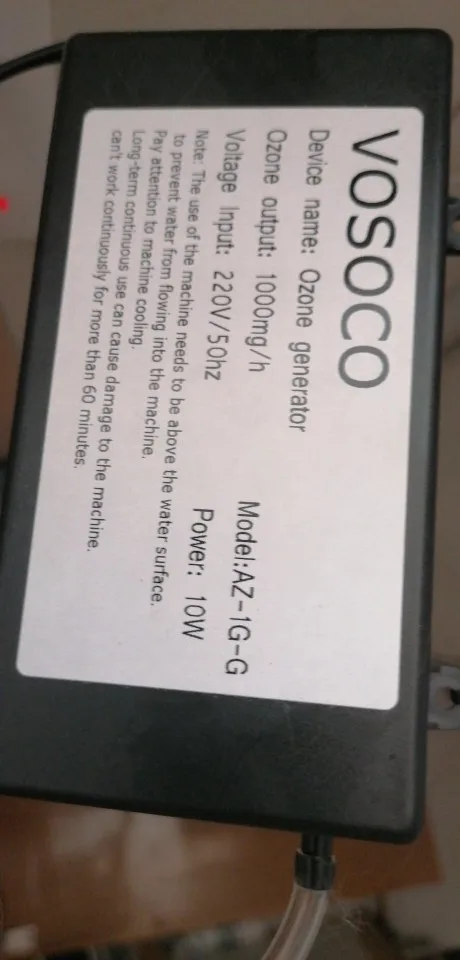 VOSOCO
Device name: Ozone generator
Ozone output: 1000mg/h
Model:AZ-1G-G
Voltage Input: 220V/50hz
Power: 10W
Note: The use of the machine needs to be above the water surface.
to prevent water from flowing into the machine.
Pay attention to machine cooling.
Long-term continuous use can cause damage to the machine.
can't work continuously for more than 60 minutes.